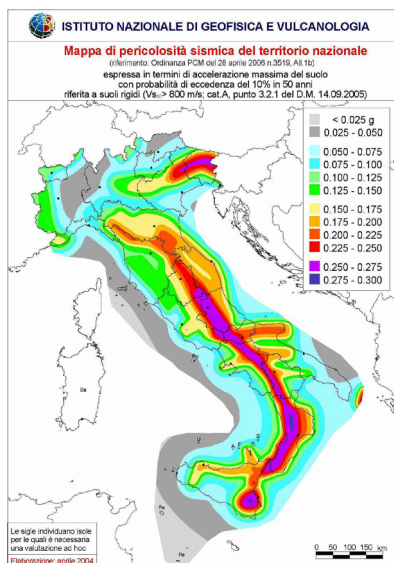 ISTITUTO NAZIONALE DI GEOFISICA E VULCANOLOGIA
Mappa di pericolosità sismica del territorio nazionale
(riferimento: Ordinanza PCM del 28 aprile 2006 n.3519, All.1b)
espressa in termini di accelerazione massima del suolo
con probabilità di eccedenza del 10% in 50 anni
riferita a suoli rigidi (Vs₃₀> 800 m/s; cat.A, punto 3.2.1 del D.M. 14.09.2005)
< 0.025 g
0.025 - 0.050
0.050 - 0.075
0.075 - 0.100
0.100 - 0.125
0.125 - 0.150
0.150 - 0.175
0.175 - 0.200
0.200 - 0.225
0.225 - 0.250
0.250 - 0.275
0.275 - 0.300
Sa
U
Pa
Pe
Le sigle individuano isole
per le quali è necessaria
una valutazione ad hoc
Elaborazione: aprile 2004
0 50 100 150
km